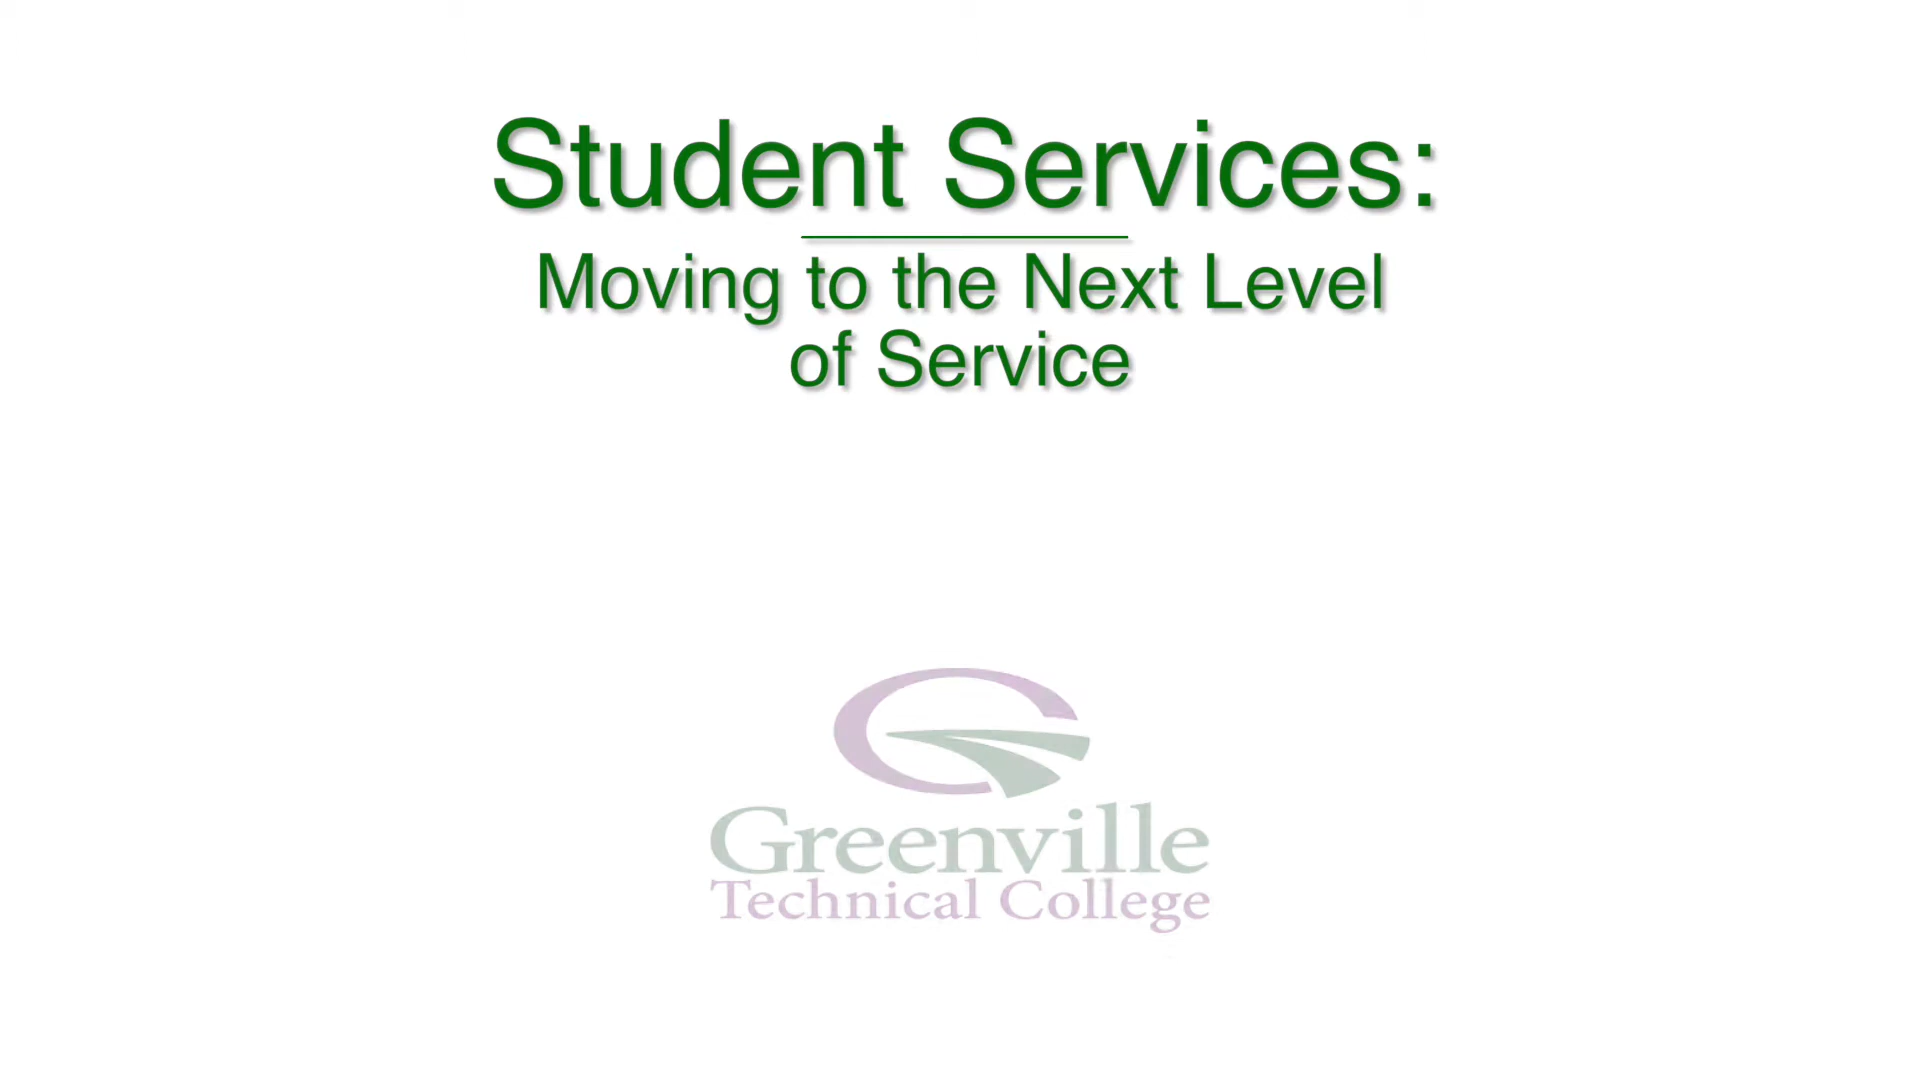 Student Services:
Moving to the Next Level
of Service
Greenville
Technical College